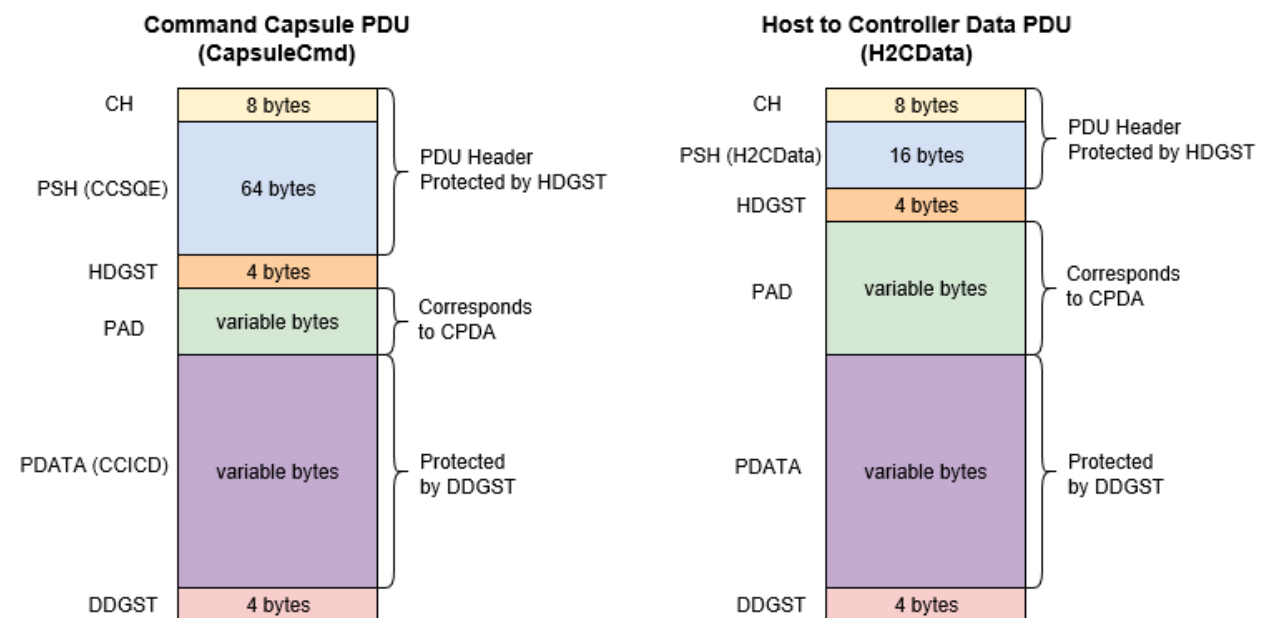 Command Capsule PDU
(CapsuleCmd)
CH
8 bytes
PSH (CCSQE)
64 bytes
PDU Header
Protected by HDGST
HDGST
4 bytes
PAD
variable bytes
Corresponds
to CPDA
PDATA (CCICD)
variable bytes
Protected
by DDGST
DDGST
4 bytes
Host to Controller Data PDU
(H2CData)
CH
8 bytes
PSH (H2CData)
16 bytes
PDU Header
Protected by HDGST
HDGST
4 bytes
PAD
variable bytes
Corresponds
to CPDA
PDATA
variable bytes
Protected
by DDGST
DDGST
4 bytes